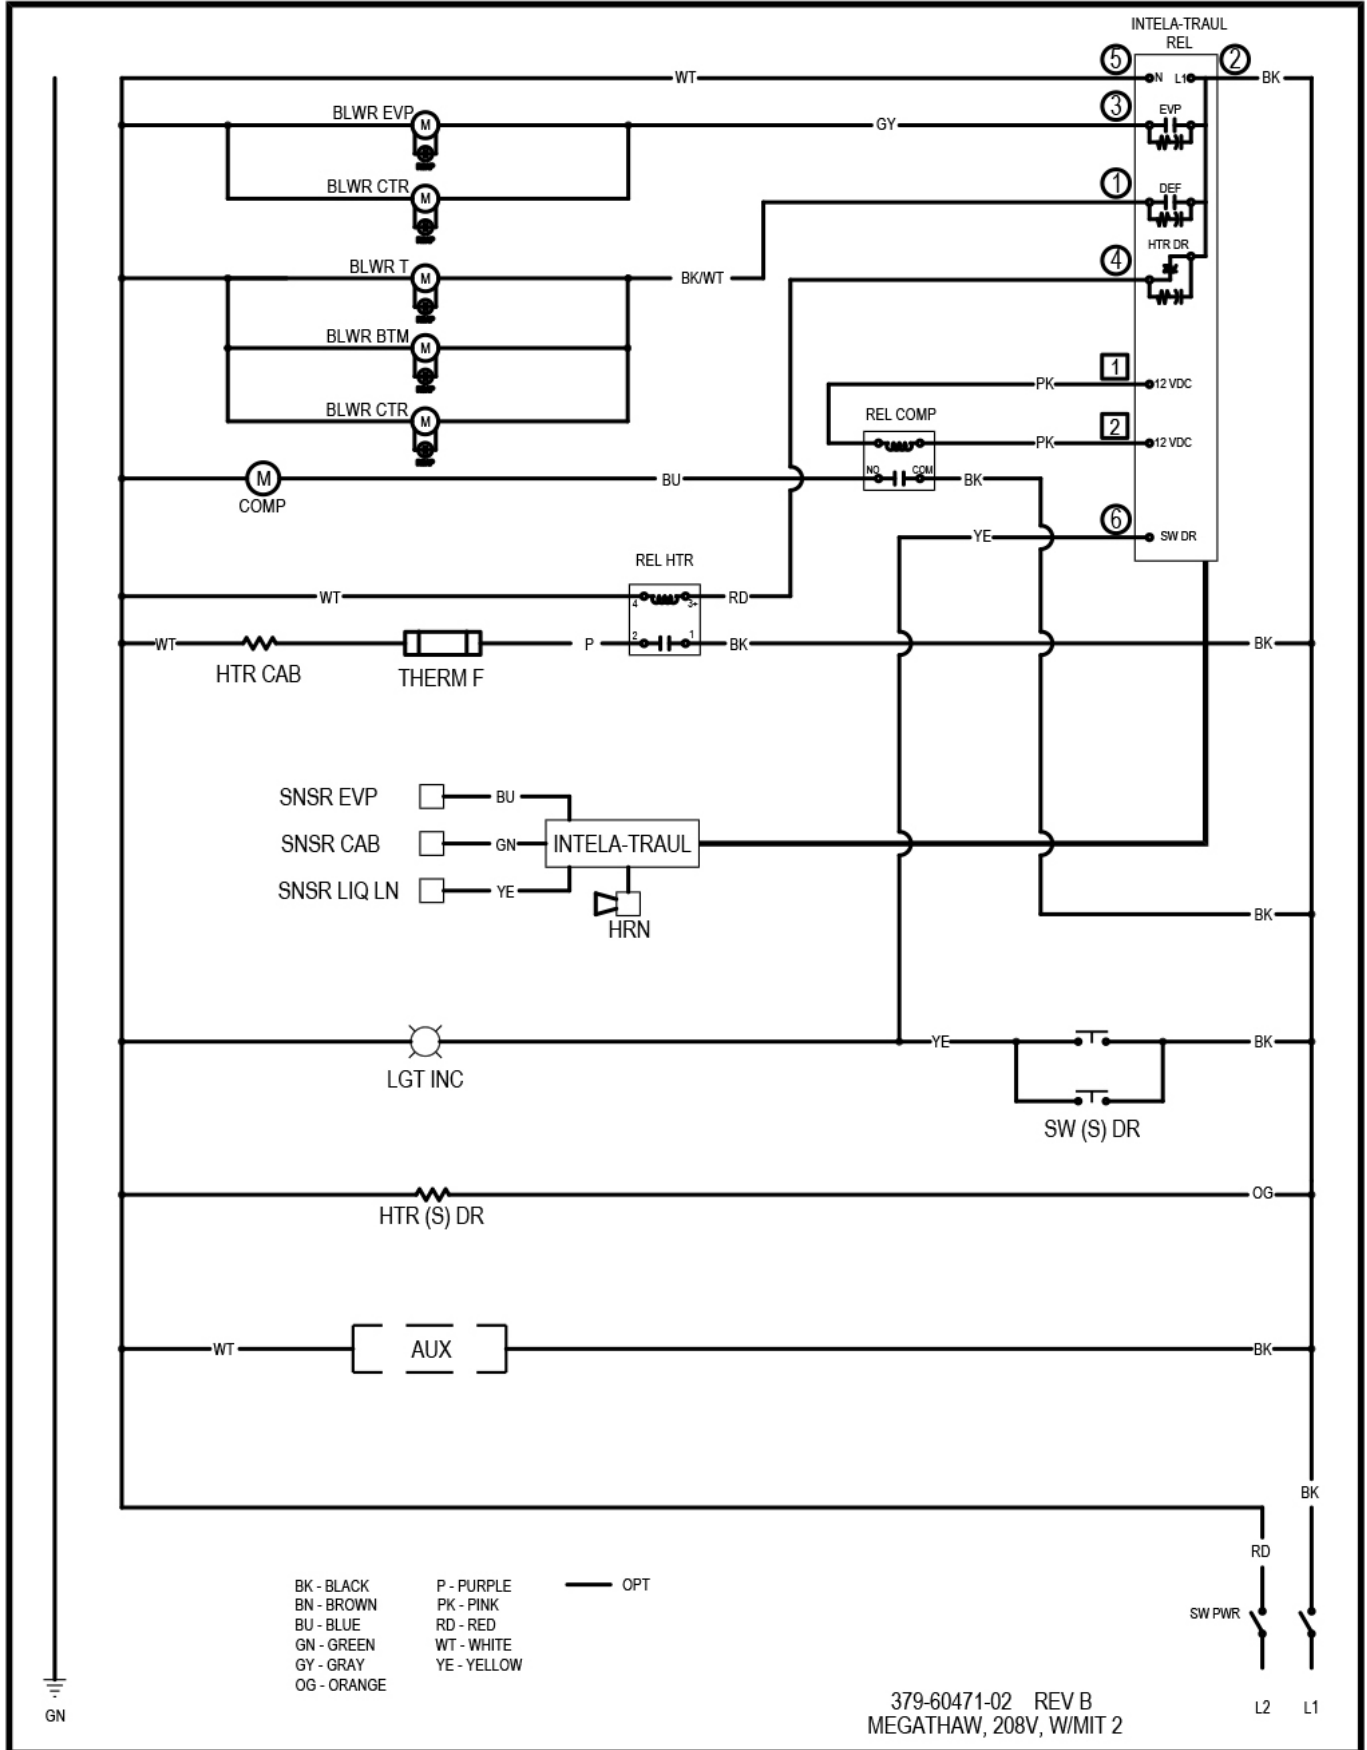 INTELA-TRAUL
REL
5
2
WT
N
L1
BK
3
EVP
BLWR EVP
M
GY
BLWR CTR
M
1
DEF
4
HTR DR
BLWR T
M
BK/WT
BLWR BTM
M
BLWR CTR
M
1
PK
12 VDC
REL COMP
2
PK
12 VDC
NO
COM
M
BU
BK
COMP
6
YE
SW DR
REL HTR
WT
4
3+
RD
WT
P
2
1
BK
BK
HTR CAB
THERM F
SNSR EVP
BU
SNSR CAB
GN
INTELA-TRAUL
SNSR LIQ LN
YE
HRN
BK
YE
BK
LGT INC
SW (S) DR
OG
HTR (S) DR
WT
AUX
BK
BK
RD
BK - BLACK
BN - BROWN
BU - BLUE
GN - GREEN
GY - GRAY
OG - ORANGE
P - PURPLE
PK - PINK
RD - RED
WT - WHITE
YE - YELLOW
OPT
SW PWR
GN
379-60471-02 REV B
MEGATHAW, 208V, W/MIT 2
L2
L1